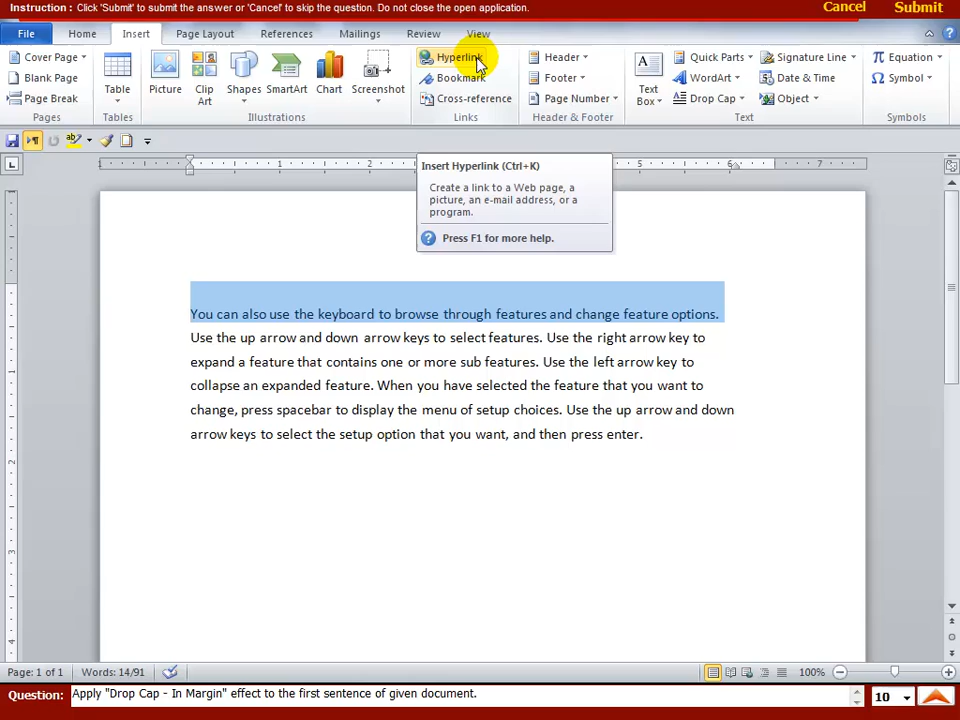 Instruction : Click 'Submit' to submit the answer or 'Cancel' to skip the question. Do not close the open application. Cancel Submit
File Home Insert Page Layout References Mailings Review View
Cover Page Hyperlink Header Quick Parts Signature Line Equation
Blank Page Bookmark Footer WordArt Date & Time Symbol
Page Break Table Picture Clip Art Shapes SmartArt Chart Screenshot Cross-reference Page Number Text Box Drop Cap Object
Pages Tables Illustrations Links Header & Footer Text Symbols
1 1 2 5 6 7
Insert Hyperlink (Ctrl+K)
Create a link to a Web page, a
picture, an e-mail address, or a
program.
Press F1 for more help.
You can also use the keyboard to browse through features and change feature options.
Use the up arrow and down arrow keys to select features. Use the right arrow key to
expand a feature that contains one or more sub features. Use the left arrow key to
collapse an expanded feature. When you have selected the feature that you want to
change, press spacebar to display the menu of setup choices. Use the up arrow and down
arrow keys to select the setup option that you want, and then press enter.
1
2
3
4
Page: 1 of 1 Words: 14/91 100%
Question: Apply "Drop Cap - In Margin" effect to the first sentence of given document. 10